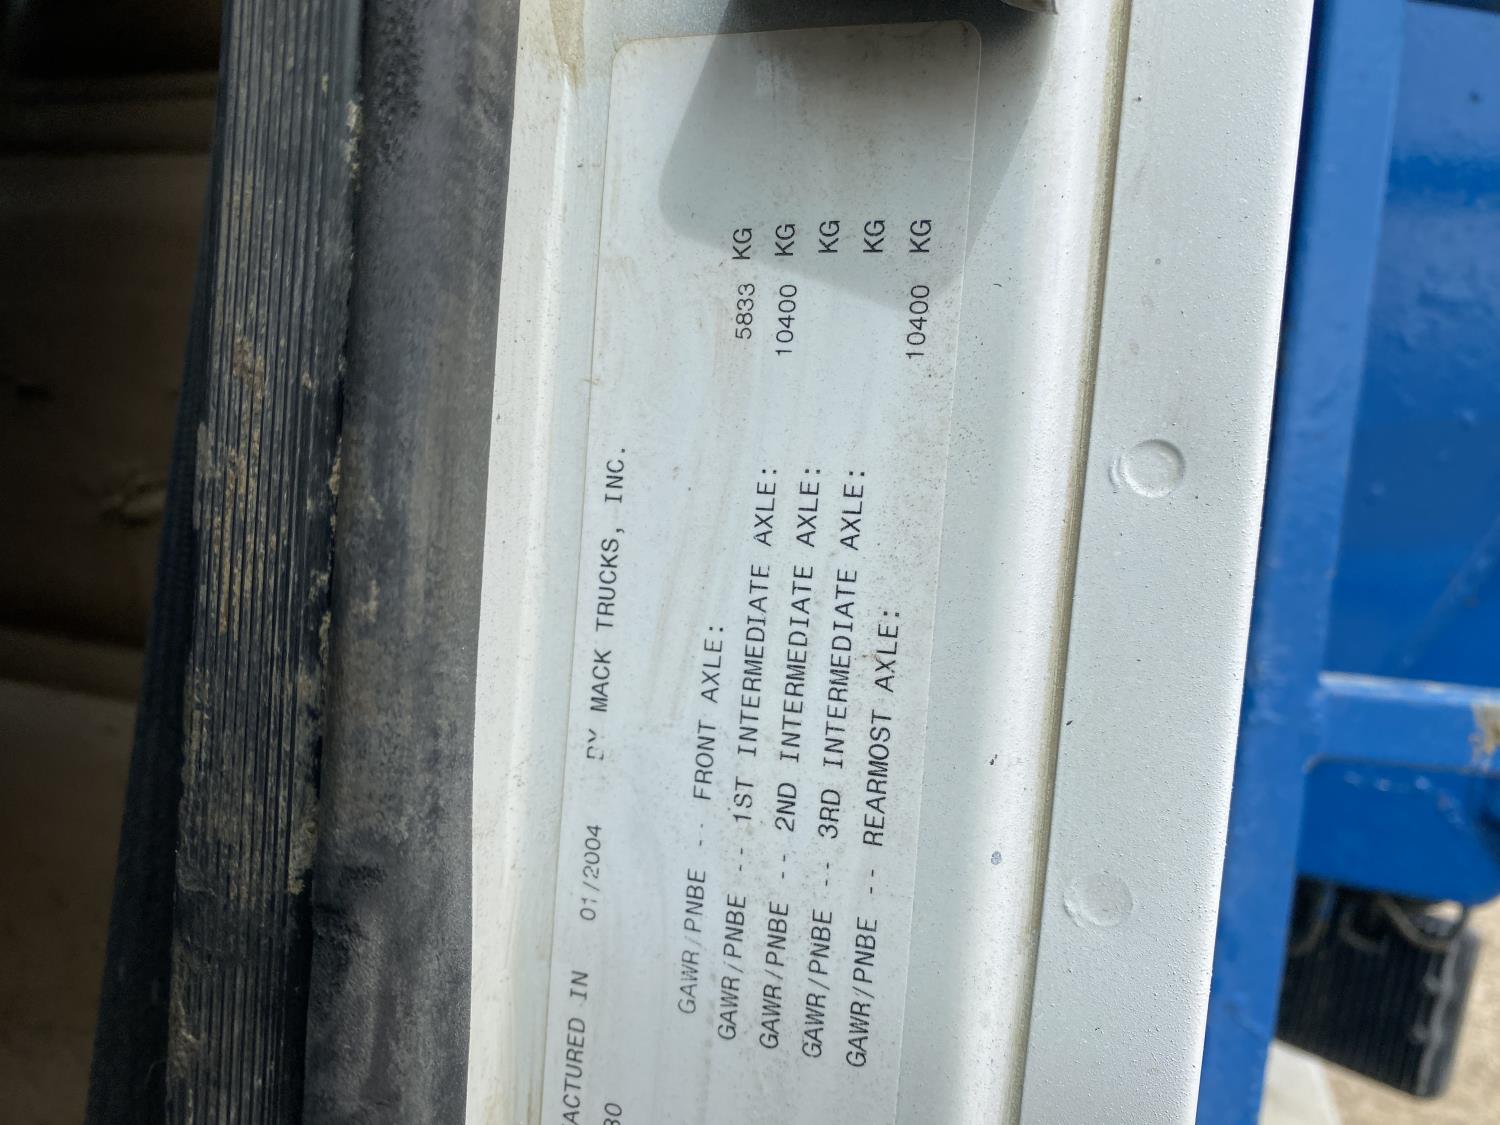 ACTURED IN 01/2004 BY MACK TRUCKS, INC.
30
GAWR/PNBE -- FRONT AXLE: 5833 KG
GAWR/PNBE -- 1ST INTERMEDIATE AXLE: 10400 KG
GAWR/PNBE -- 2ND INTERMEDIATE AXLE: KG
GAWR/PNBE -- 3RD INTERMEDIATE AXLE: KG
GAWR/PNBE -- REARMOST AXLE: 10400 KG